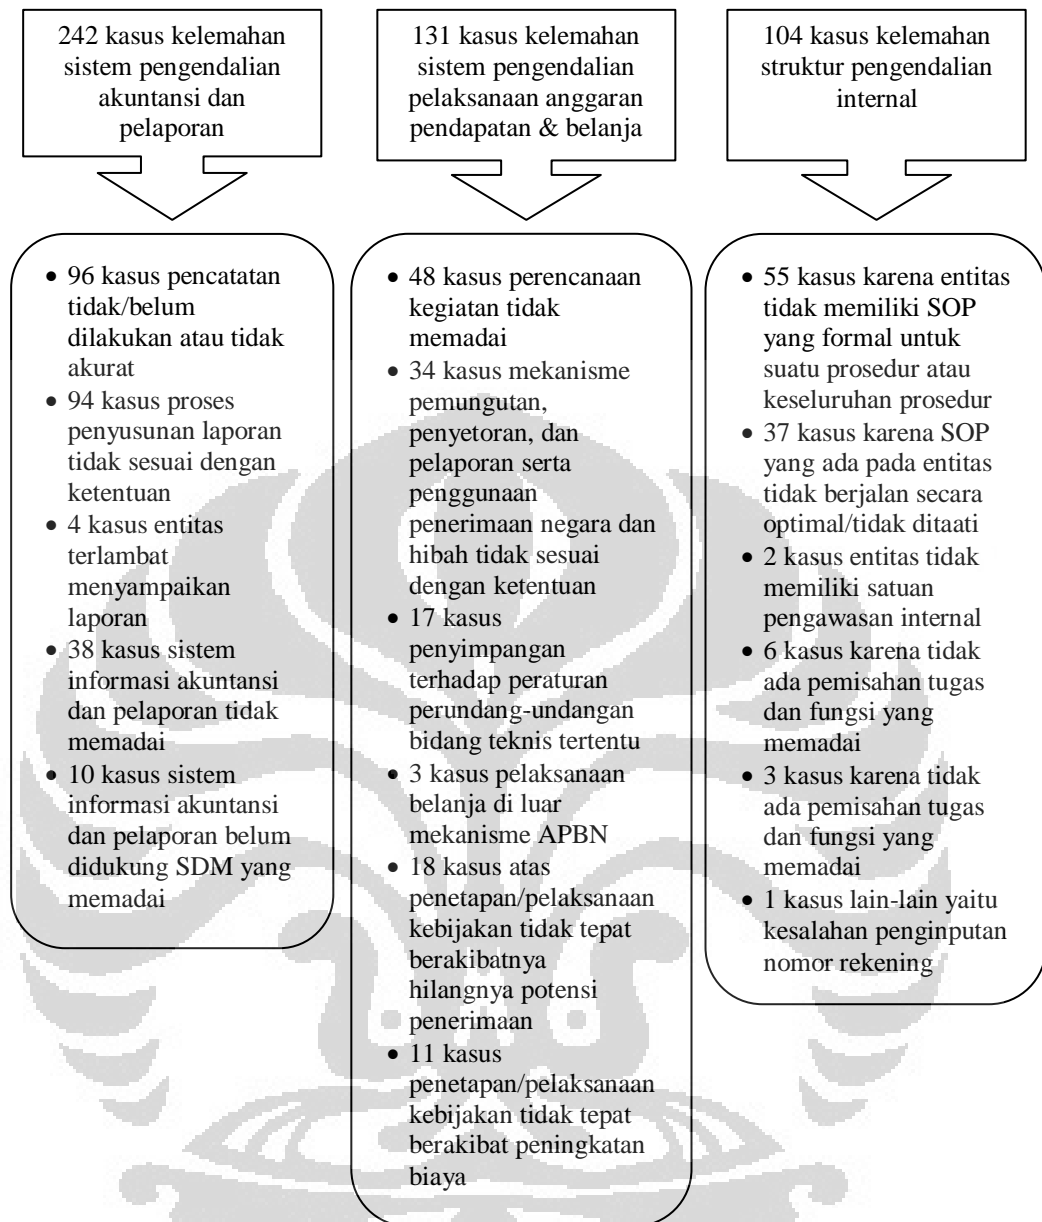 242 kasus kelemahan
sistem pengendalian
akuntansi dan
pelaporan
131 kasus kelemahan
sistem pengendalian
pelaksanaan anggaran
pendapatan & belanja
104 kasus kelemahan
struktur pengendalian
internal
• 96 kasus pencatatan
tidak/belum
dilakukan atau tidak
akurat
• 94 kasus proses
penyusunan laporan
tidak sesuai dengan
ketentuan
• 4 kasus entitas
terlambat
menyampaikan
laporan
• 38 kasus sistem
informasi akuntansi
dan pelaporan tidak
memadai
• 10 kasus sistem
informasi akuntansi
dan pelaporan belum
didukung SDM yang
memadai
• 48 kasus perencanaan
kegiatan tidak
memadai
• 34 kasus mekanisme
pemungutan,
penyetoran, dan
pelaporan serta
penggunaan
penerimaan negara dan
hibah tidak sesuai
dengan ketentuan
• 17 kasus
penyimpangan
terhadap peraturan
perundang-undangan
bidang teknis tertentu
• 3 kasus pelaksanaan
belanja di luar
mekanisme APBN
• 18 kasus atas
penetapan/pelaksanaan
kebijakan tidak tepat
berakibatnya
hilangnya potensi
penerimaan
• 11 kasus
penetapan/pelaksanaan
kebijakan tidak tepat
berakibat peningkatan
biaya
• 55 kasus karena entitas
tidak memiliki SOP
yang formal untuk
suatu prosedur atau
keseluruhan prosedur
• 37 kasus karena SOP
yang ada pada entitas
tidak berjalan secara
optimal/tidak ditaati
• 2 kasus entitas tidak
memiliki satuan
pengawasan internal
• 6 kasus karena tidak
ada pemisahan tugas
dan fungsi yang
memadai
• 3 kasus karena tidak
ada pemisahan tugas
dan fungsi yang
memadai
• 1 kasus lain-lain yaitu
kesalahan penginputan
nomor rekening